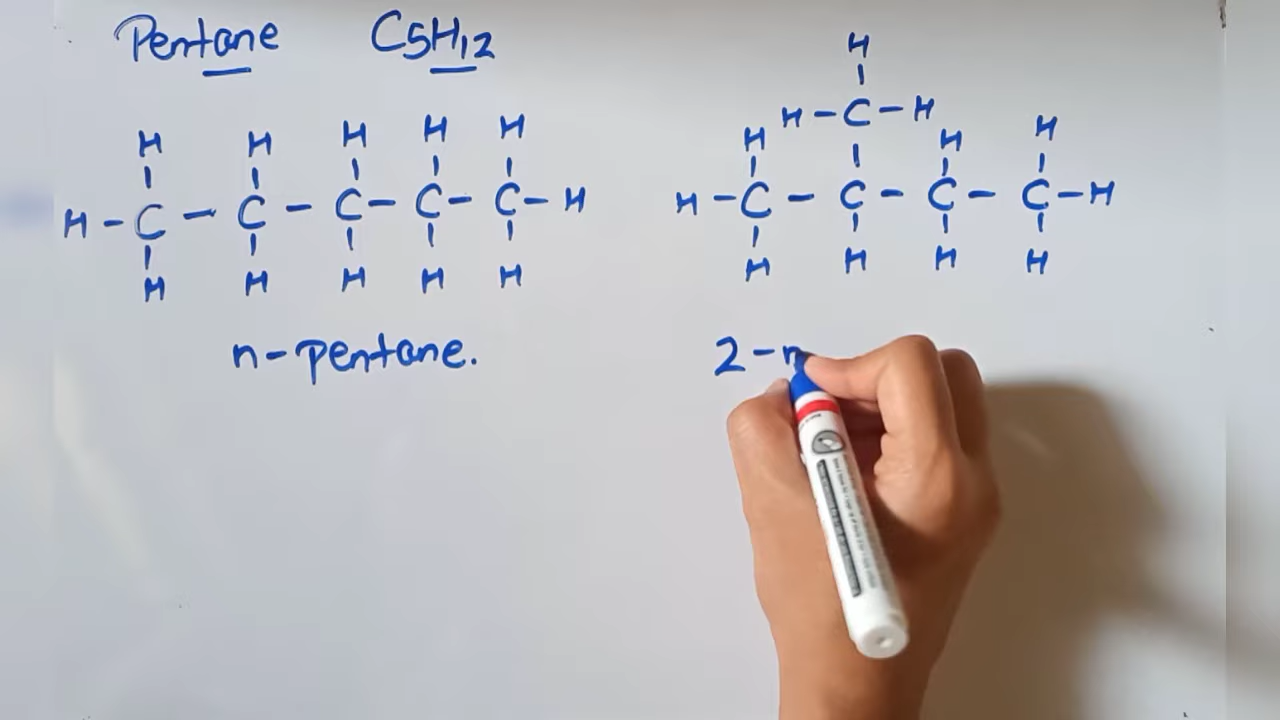 Pentane C5H12
H H H H H
H-C-C-C-C-C-H
H H H H H
n-pentane.
H
H-C-H
H H H
H-C-C-C-C-H
H H H H
2-